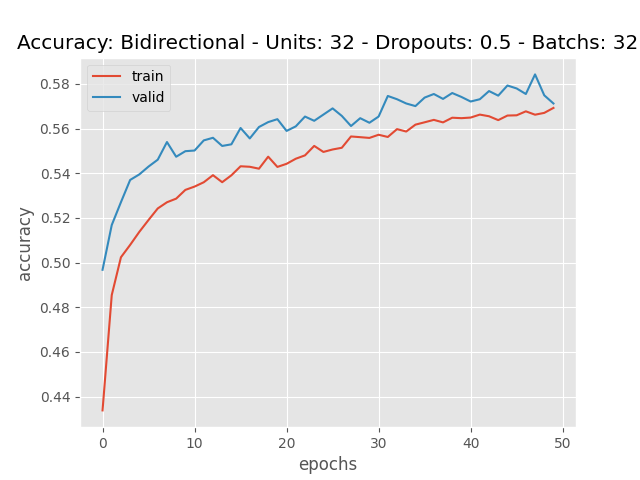 Accuracy: Bidirectional - Units: 32 - Dropouts: 0.5 - Batchs: 32
train
valid
0.58
0.56
0.54
0.52
0.50
0.48
0.46
0.44
accuracy
0 10 20 30 40 50
epochs